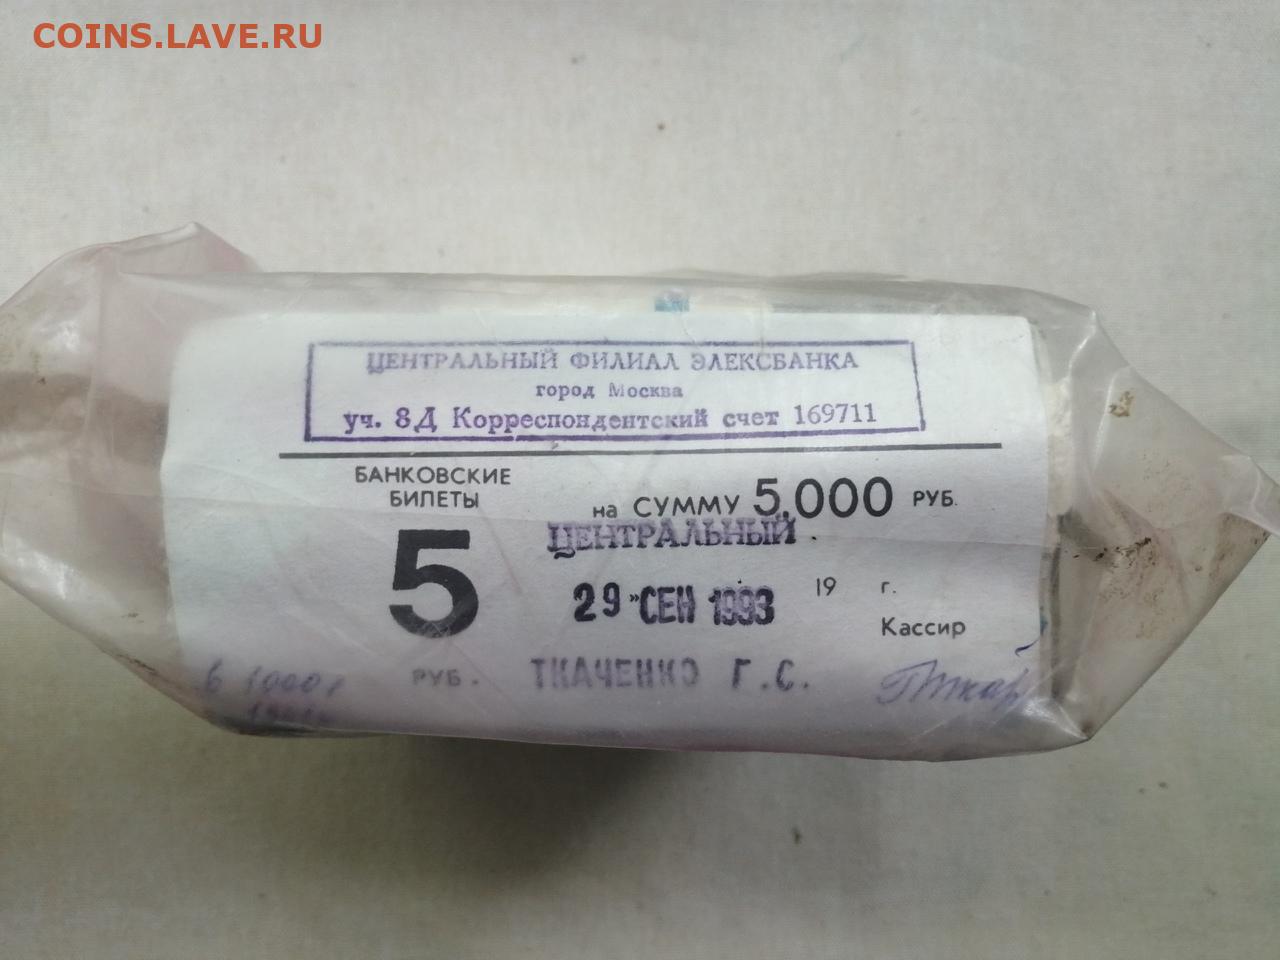 COINS.LAVE.RU
ЦЕНТРАЛЬНЫЙ ФИЛИАЛ ЭЛЕКСБАНКА
город Москва
уч. 8Д Корреспондентский счет 169711
БАНКОВСКИЕ
БИЛЕТЫ
на СУММУ 5.000 РУБ.
5
РУБ.
ЦЕНТРАЛЬНЫЙ
29 » СЕН 1993 19 г.
Кассир
ТКАЧЕНКО Г.С.